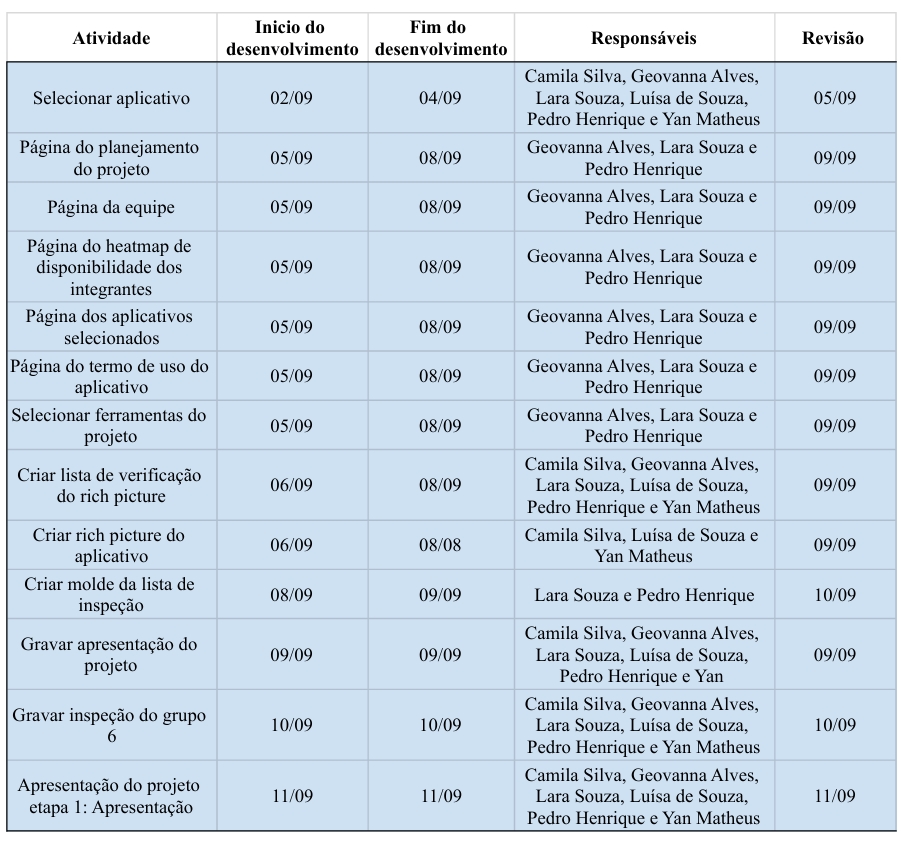 Atividade
Inicio do
desenvolvimento
Fim do
desenvolvimento
Responsáveis
Revisão
Selecionar aplicativo
02/09
04/09
Camila Silva, Geovanna Alves,
Lara Souza, Luísa de Souza,
Pedro Henrique e Yan Matheus
05/09
Página do planejamento
do projeto
05/09
08/09
Geovanna Alves, Lara Souza e
Pedro Henrique
09/09
Página da equipe
05/09
08/09
Geovanna Alves, Lara Souza e
Pedro Henrique
09/09
Página do heatmap de
disponibilidade dos
integrantes
05/09
08/09
Geovanna Alves, Lara Souza e
Pedro Henrique
09/09
Página dos aplicativos
selecionados
05/09
08/09
Geovanna Alves, Lara Souza e
Pedro Henrique
09/09
Página do termo de uso do
aplicativo
05/09
08/09
Geovanna Alves, Lara Souza e
Pedro Henrique
09/09
Selecionar ferramentas do
projeto
05/09
08/09
Geovanna Alves, Lara Souza e
Pedro Henrique
09/09
Criar lista de verificação
do rich picture
06/09
08/09
Camila Silva, Geovanna Alves,
Lara Souza, Luísa de Souza,
Pedro Henrique e Yan Matheus
09/09
Criar rich picture do
aplicativo
06/09
08/08
Camila Silva, Luísa de Souza e
Yan Matheus
09/09
Criar molde da lista de
inspeção
08/09
09/09
Lara Souza e Pedro Henrique
10/09
Gravar apresentação do
projeto
09/09
09/09
Camila Silva, Geovanna Alves,
Lara Souza, Luísa de Souza,
Pedro Henrique e Yan
09/09
Gravar inspeção do grupo
6
10/09
10/09
Camila Silva, Geovanna Alves,
Lara Souza, Luísa de Souza,
Pedro Henrique e Yan Matheus
10/09
Apresentação do projeto
etapa 1: Apresentação
11/09
11/09
Camila Silva, Geovanna Alves,
Lara Souza, Luísa de Souza,
Pedro Henrique e Yan Matheus
11/09